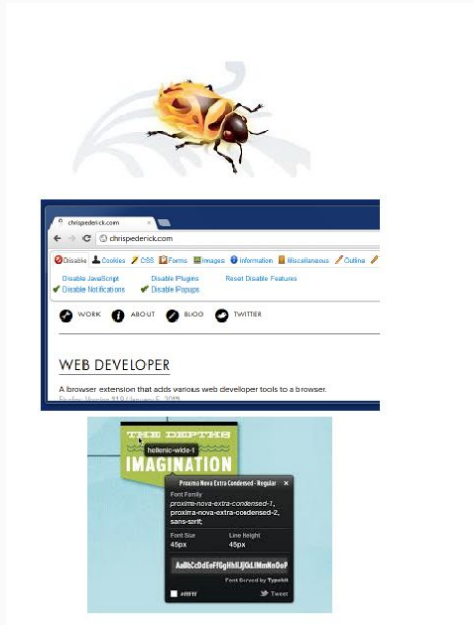 chrispederick.com
chrispederick.com
Disable Cookies CSS Forms Images Information Miscellaneous Outline
Disable JavaScript Disable Plugins Reset Disable Features
Disable Notifications Disable Popups
WORK ABOUT BLOG TWITTER
WEB DEVELOPER
A browser extension that adds various web developer tools to a browser.
THE DEPTHS
hellenic-wide-1
IMAGINATION
Proxima Nova Extra Condensed - Regular
Font Family
proxima-nova-extra-condensed-1,
proxima-nova-extra-condensed-2,
sans-serif;
Font Size Line Height
45px 45px
Font Served by Typekit
#ffffff Tweet